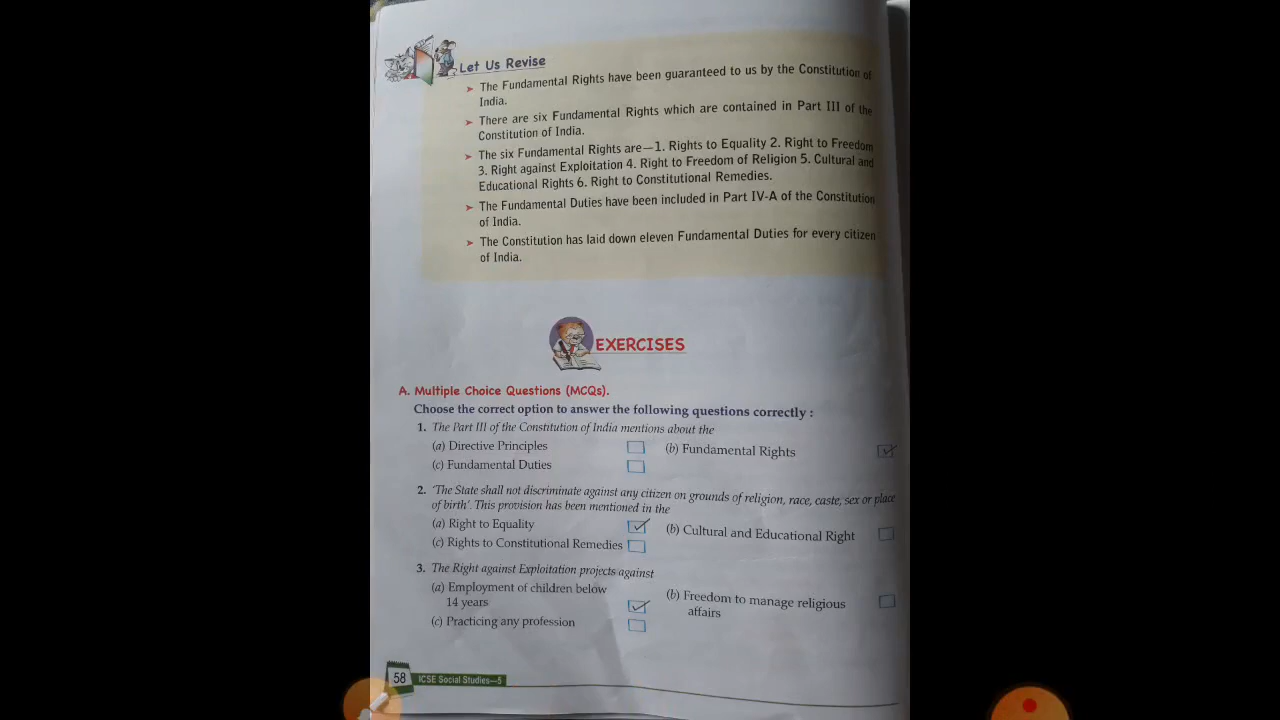 Let Us Revise
➤ The Fundamental Rights have been guaranteed to us by the Constitution of
India.
➤ There are six Fundamental Rights which are contained in Part III of the
Constitution of India.
➤ The six Fundamental Rights are—1. Rights to Equality 2. Right to Freedom
3. Right against Exploitation 4. Right to Freedom of Religion 5. Cultural and
Educational Rights 6. Right to Constitutional Remedies.
➤ The Fundamental Duties have been included in Part IV-A of the Constitution
of India.
➤ The Constitution has laid down eleven Fundamental Duties for every citizen
of India.
EXERCISES
A. Multiple Choice Questions (MCQs).
Choose the correct option to answer the following questions correctly :
1. The Part III of the Constitution of India mentions about the
(a) Directive Principles (b) Fundamental Rights
(c) Fundamental Duties
2. 'The State shall not discriminate against any citizen on grounds of religion, race, caste, sex or place
of birth'. This provision has been mentioned in the
(a) Right to Equality (b) Cultural and Educational Right
(c) Rights to Constitutional Remedies
3. The Right against Exploitation projects against
(a) Employment of children below (b) Freedom to manage religious
14 years affairs
(c) Practicing any profession
58 ICSE Social Studies—5